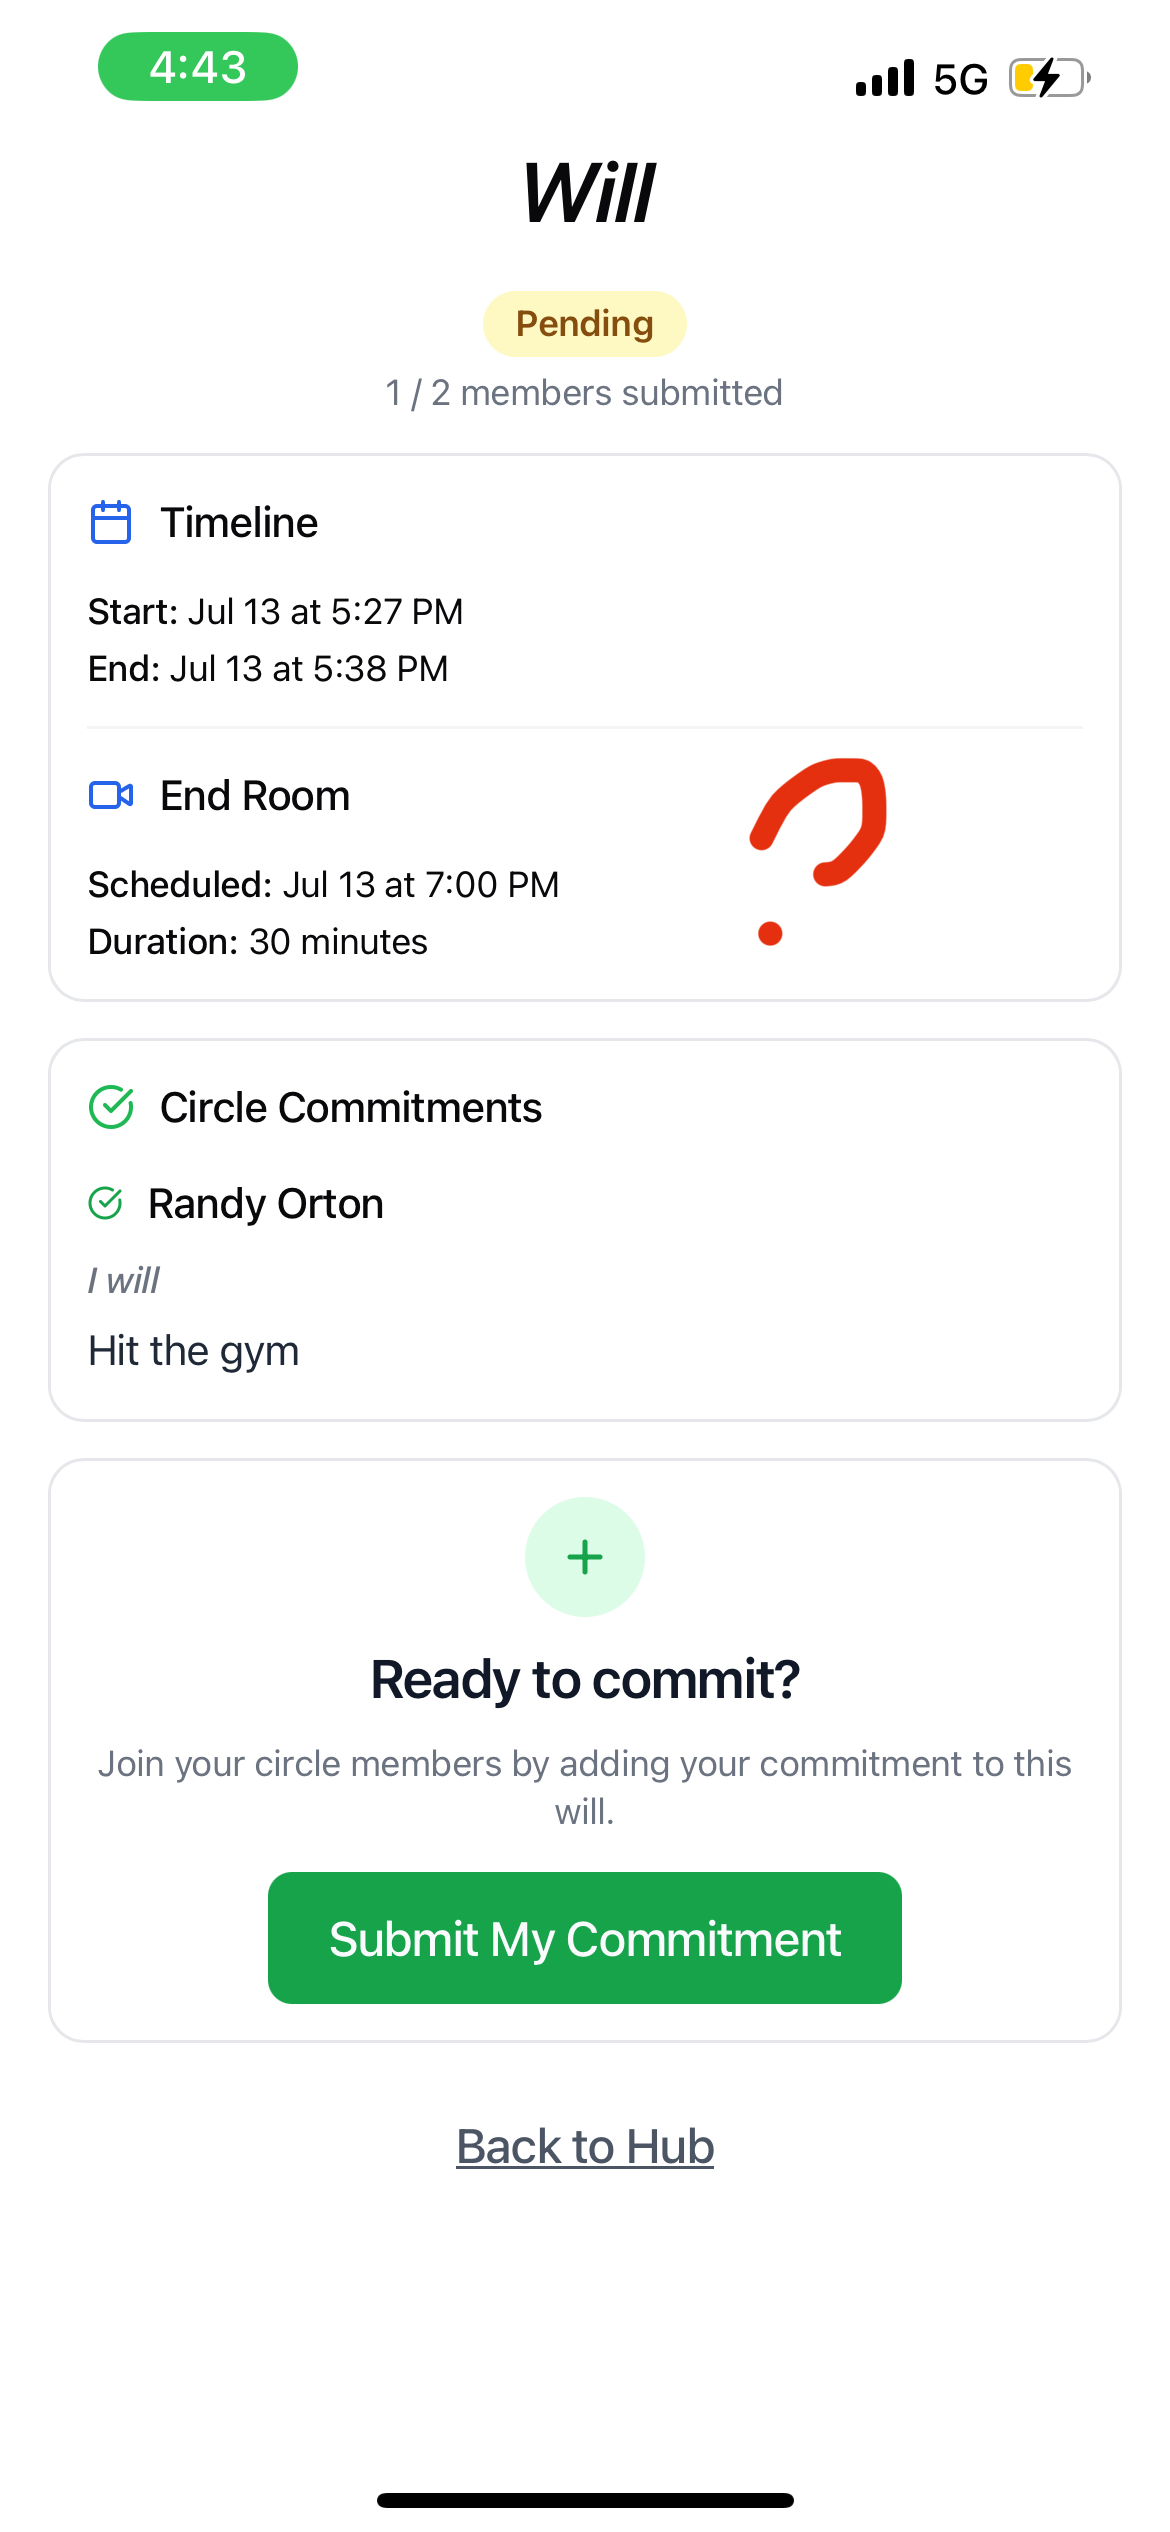 4:43
5G
Will
Pending
1 / 2 members submitted
Timeline
Start: Jul 13 at 5:27 PM
End: Jul 13 at 5:38 PM
End Room
?
Scheduled: Jul 13 at 7:00 PM
Duration: 30 minutes
Circle Commitments
Randy Orton
I will
Hit the gym
Ready to commit?
Join your circle members by adding your commitment to this
will.
Submit My Commitment
Back to Hub